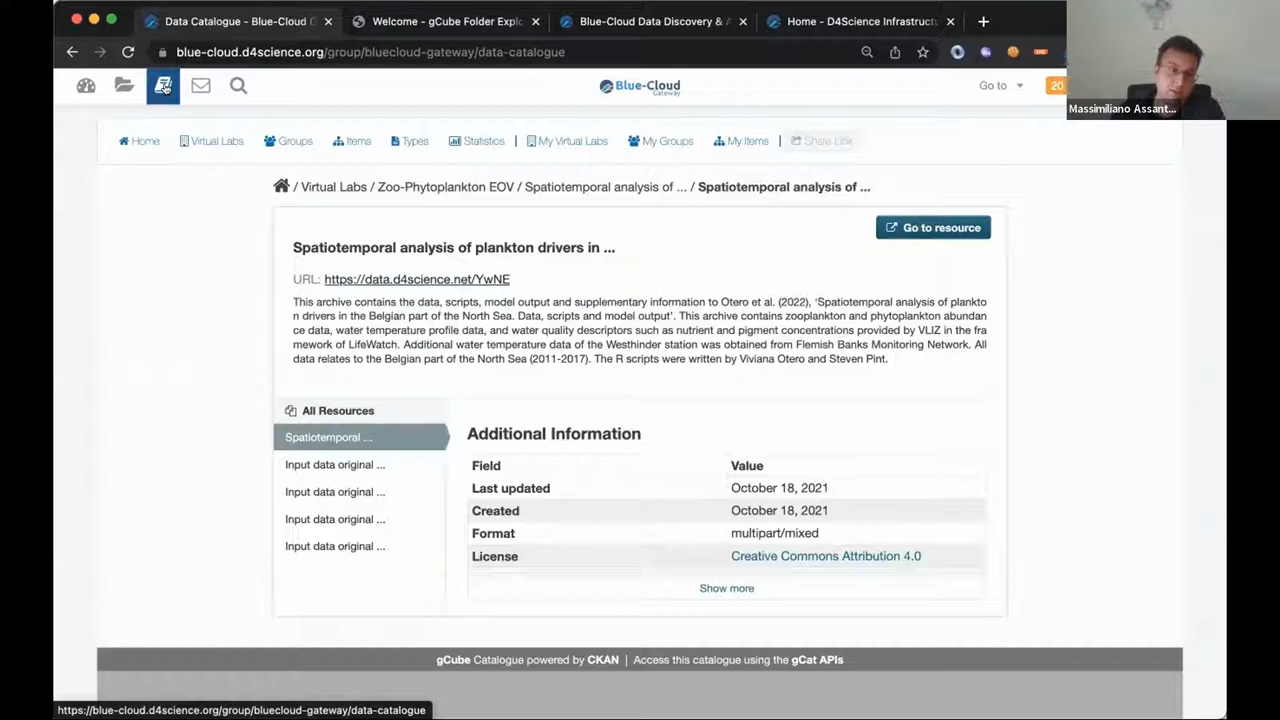 Data Catalogue - Blue-Cloud G
Welcome - gCube Folder Expl
Blue-Cloud Data Discovery & A
Home - D4Science Infrastruct
blue-cloud.d4science.org/group/bluecloud-gateway/data-catalogue
Massimiliano Assant...
Blue-Cloud
Gateway
Go to
20
Home
Virtual Labs
Groups
Items
Types
Statistics
My Virtual Labs
My Groups
My Items
Share Link
/ Virtual Labs / Zoo-Phytoplankton EOV / Spatiotemporal analysis of ... / Spatiotemporal analysis of ...
Go to resource
Spatiotemporal analysis of plankton drivers in ...
URL: https://data.d4science.net/YwNE
This archive contains the data, scripts, model output and supplementary information to Otero et al. (2022), 'Spatiotemporal analysis of plankto
n drivers in the Belgian part of the North Sea. Data, scripts and model output'. This archive contains zooplankton and phytoplankton abundan
ce data, water temperature profile data, and water quality descriptors such as nutrient and pigment concentrations provided by VLIZ in the fra
mework of LifeWatch. Additional water temperature data of the Westhinder station was obtained from Flemish Banks Monitoring Network. All
data relates to the Belgian part of the North Sea (2011-2017). The R scripts were written by Viviana Otero and Steven Pint.
All Resources
Spatiotemporal ...
Input data original ...
Input data original ...
Input data original ...
Input data original ...
Additional Information
Field Value
Last updated October 18, 2021
Created October 18, 2021
Format multipart/mixed
License Creative Commons Attribution 4.0
Show more
gCube Catalogue powered by CKAN | Access this catalogue using the gCat APIs
https://blue-cloud.d4science.org/group/bluecloud-gateway/data-catalogue